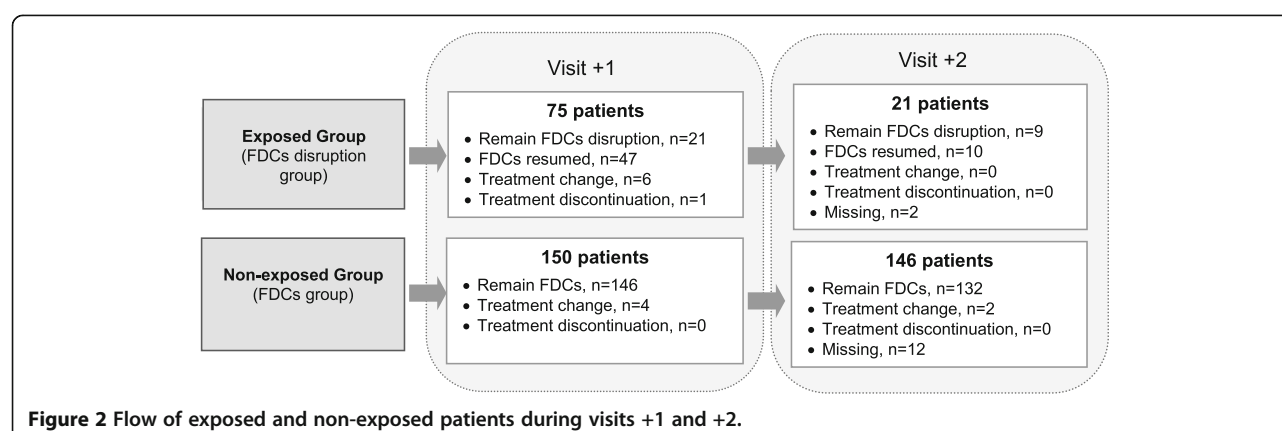 Visit +1
Visit +2
Exposed Group
(FDCs disruption
group)
75 patients
• Remain FDCs disruption, n=21
• FDCs resumed, n=47
• Treatment change, n=6
• Treatment discontinuation, n=1
21 patients
• Remain FDCs disruption, n=9
• FDCs resumed, n=10
• Treatment change, n=0
• Treatment discontinuation, n=0
• Missing, n=2
Non-exposed Group
(FDCs group)
150 patients
• Remain FDCs, n=146
• Treatment change, n=4
• Treatment discontinuation, n=0
146 patients
• Remain FDCs, n=132
• Treatment change, n=2
• Treatment discontinuation, n=0
• Missing, n=12
Figure 2 Flow of exposed and non-exposed patients during visits +1 and +2.